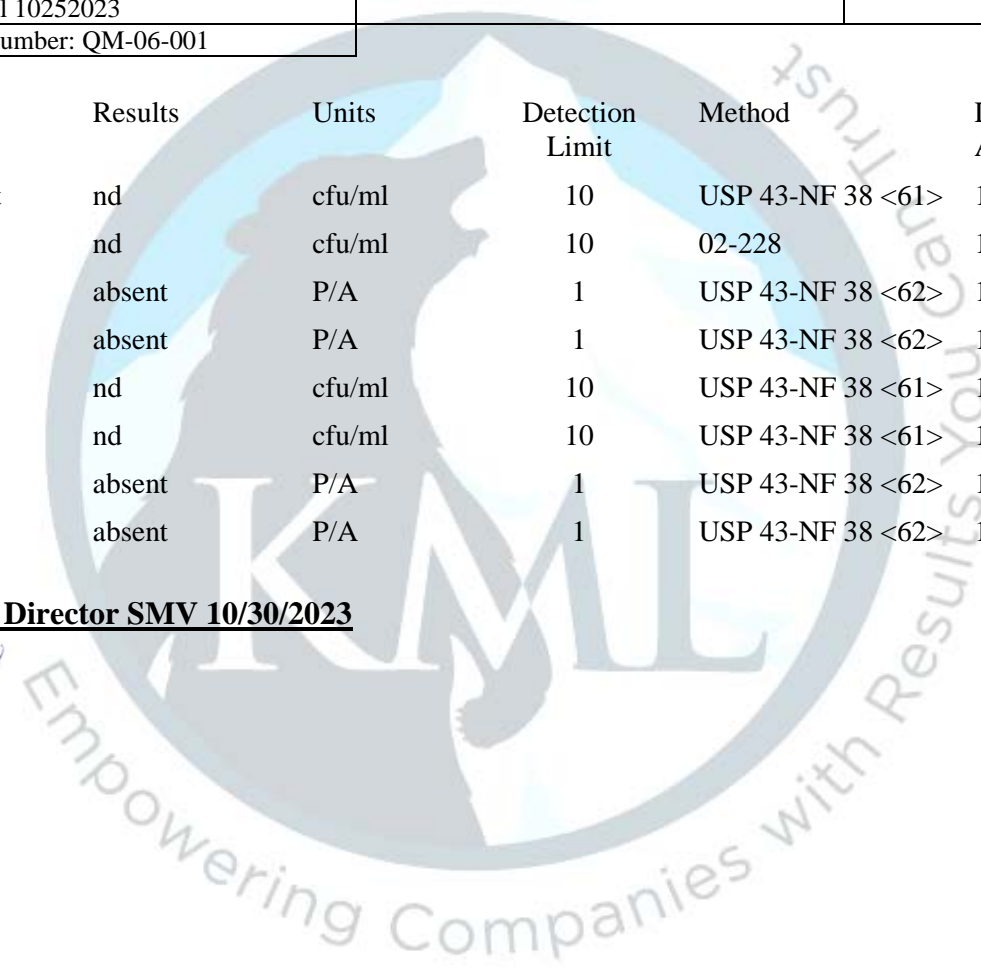 10252023
umber: QM-06-001
Results Units Detection Limit Method
nd cfu/ml 10 USP 43-NF 38 <61>
nd cfu/ml 10 02-228
absent P/A 1 USP 43-NF 38 <62>
absent P/A 1 USP 43-NF 38 <62>
nd cfu/ml 10 USP 43-NF 38 <61>
nd cfu/ml 10 USP 43-NF 38 <61>
absent P/A 1 USP 43-NF 38 <62>
absent P/A 1 USP 43-NF 38 <62>
Director SMV 10/30/2023
KML
Empowering Companies with Results You Can Trust